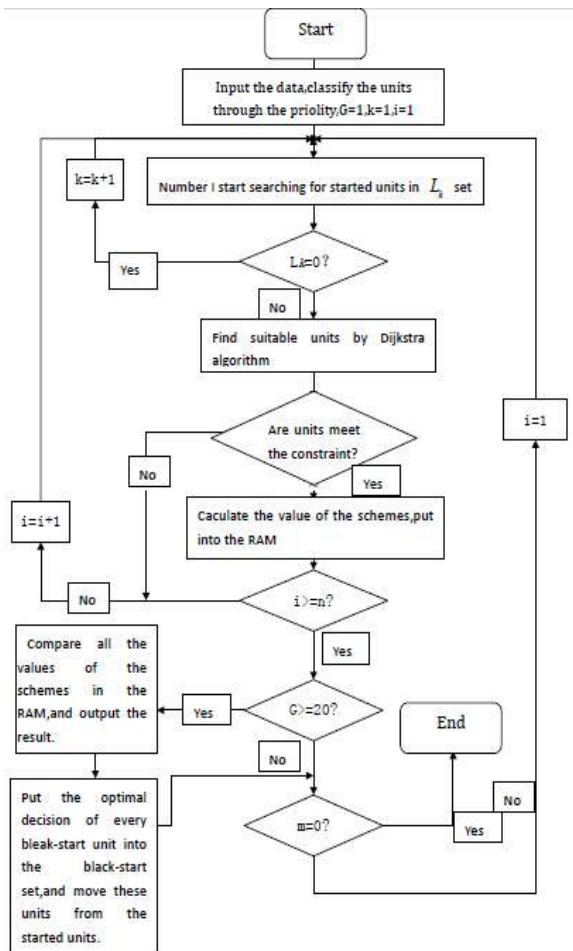 Start
Input the data,classify the units
through the priolity,G=1,k=1,i=1
k=k+1
Number I start searching for started units in Lk set
Lk=0?
Yes
No
Find suitable units by Dijkstra
algorithm
i=1
Are units meet
the constraint?
No
Yes
i=i+1
Caculate the value of the schemes,put
into the RAM
i>=n?
No
Yes
Compare all the
values of the
schemes in the
RAM,and output the
result.
Yes
G>=20?
End
No
Put the optimal
decision of every
bleak-start unit into
the black-start
set,and move these
units from the
started units.
m=0?
Yes
No